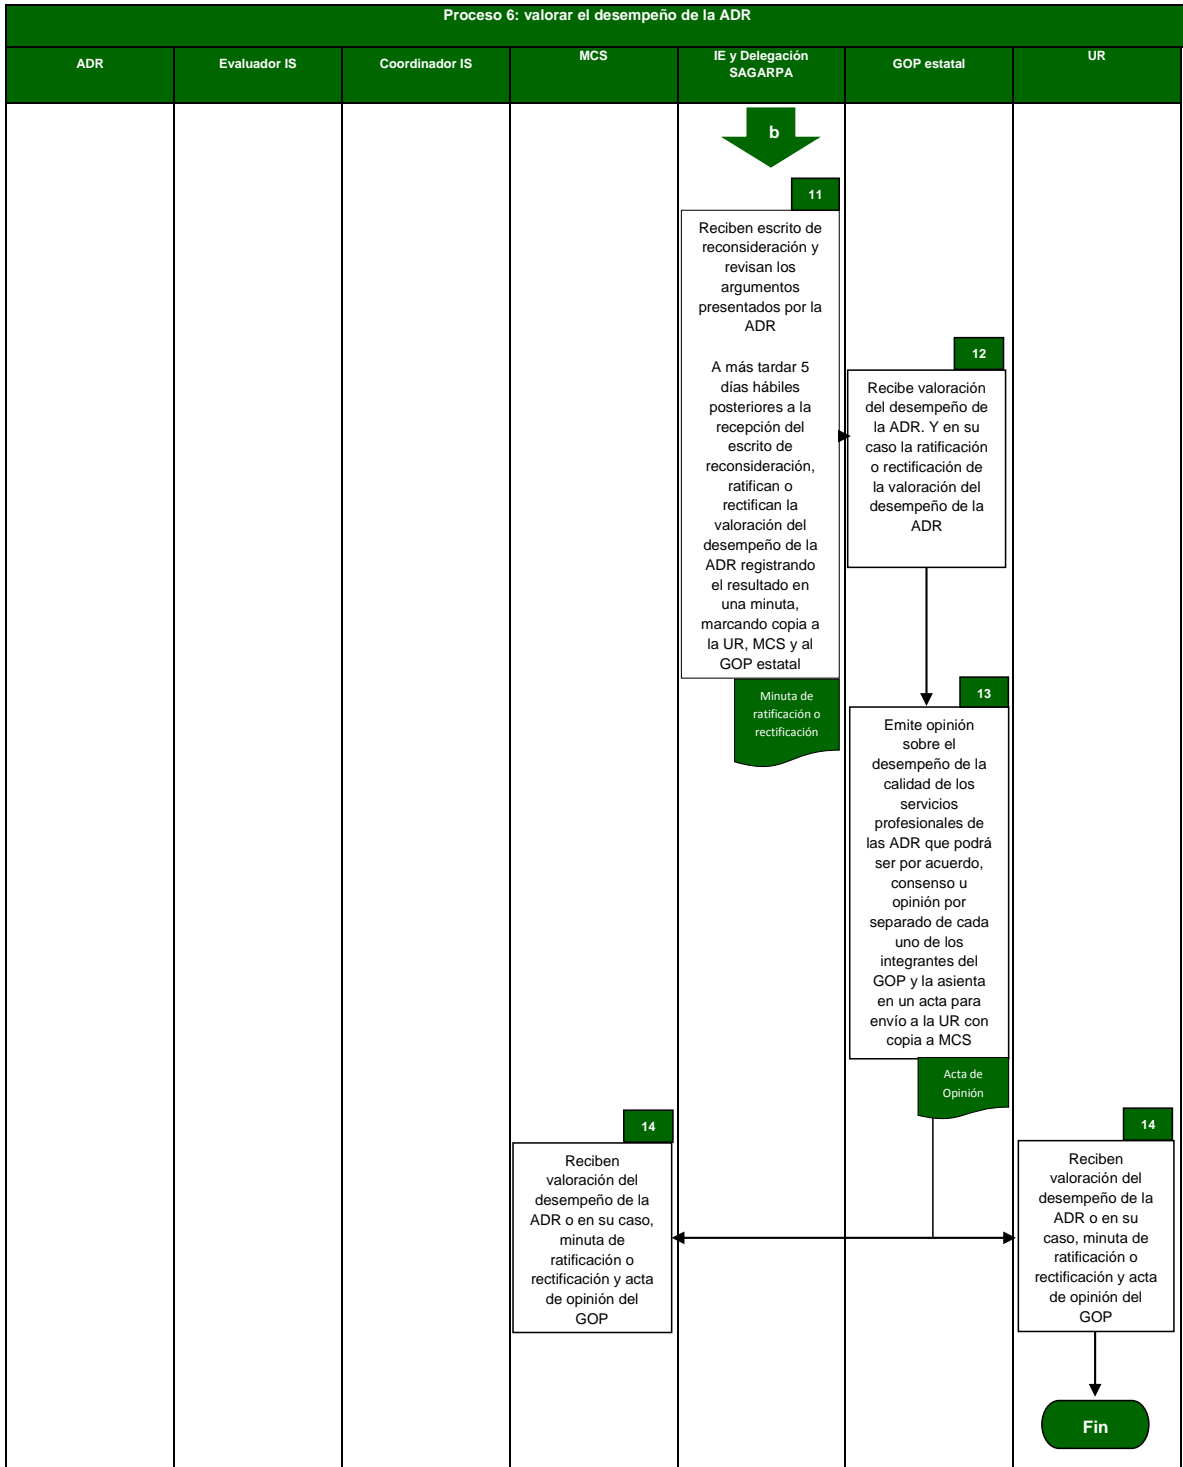 Proceso 6: valorar el desempeño de la ADR
ADR
Evaluador IS
Coordinador IS
MCS
IE y Delegación
SAGARPA
GOP estatal
UR
b
11
Reciben escrito de
reconsideración y
revisan los
argumentos
presentados por la
ADR
A más tardar 5
días hábiles
posteriores a la
recepción del
escrito de
reconsideración,
ratifican o
rectifican la
valoración del
desempeño de la
ADR registrando
el resultado en
una minuta,
marcando copia a
la UR, MCS y al
GOP estatal
Minuta de
ratificación o
rectificación
12
Recibe valoración
del desempeño de
la ADR. Y en su
caso la ratificación
o rectificación de
la valoración del
desempeño de la
ADR
13
Emite opinión
sobre el
desempeño de la
calidad de los
servicios
profesionales de
las ADR que podrá
ser por acuerdo,
consenso u
opinión por
separado de cada
uno de los
integrantes del
GOP y la asienta
en un acta para
envío a la UR con
copia a MCS
Acta de
Opinión
14
Reciben
valoración del
desempeño de la
ADR o en su caso,
minuta de
ratificación o
rectificación y acta
de opinión del
GOP
14
Reciben
valoración del
desempeño de la
ADR o en su
caso, minuta de
ratificación o
rectificación y acta
de opinión del
GOP
Fin